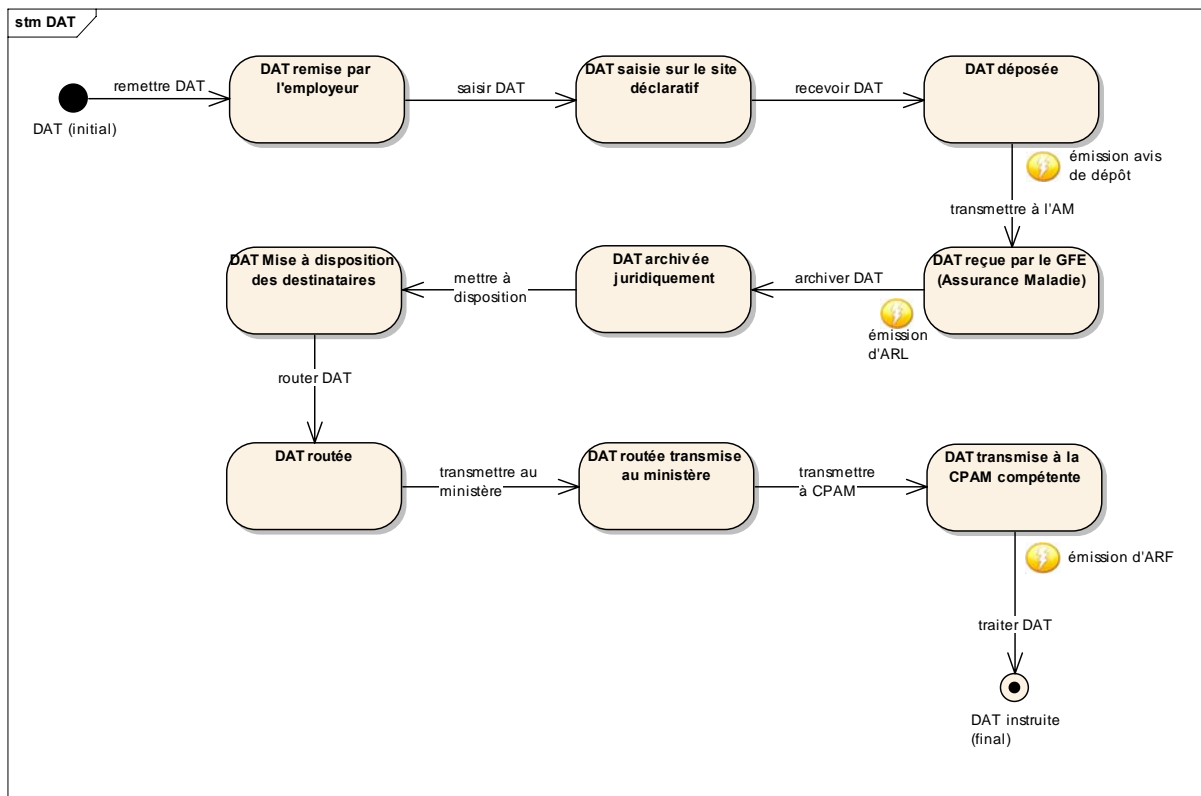 stm DAT
DAT (initial)
remettre DAT
DAT remise par
l'employeur
saisir DAT
DAT saisie sur le site
déclaratif
recevoir DAT
DAT déposée
émission avis
de dépôt
transmettre à l'AM
DAT reçue par le GFE
(Assurance Maladie)
archiver DAT
émission
d'ARL
DAT archivée
juridiquement
mettre à
disposition
DAT Mise à disposition
des destinataires
router DAT
DAT routée
transmettre au
ministère
DAT routée transmise
au ministère
transmettre
à CPAM
DAT transmise à la
CPAM compétente
émission d'ARF
traiter DAT
DAT instruite
(final)